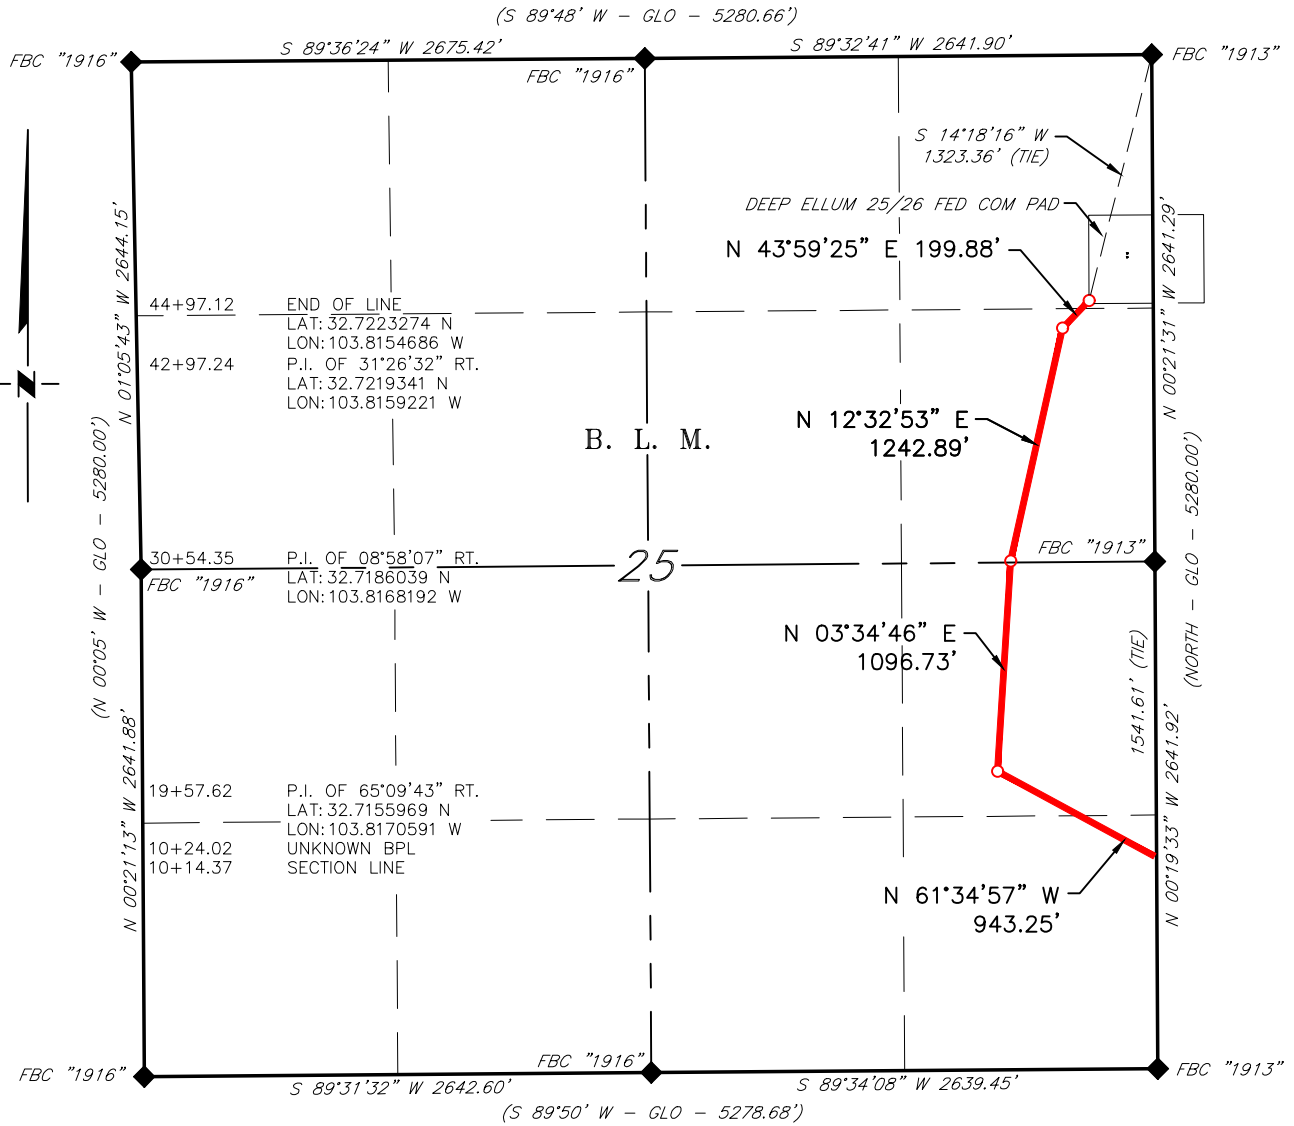 (S 89°48' W – GLO – 5280.66')
S 89°36'24" W 2675.42'
S 89°32'41" W 2641.90'
FBC "1916"
FBC "1916"
FBC "1913"
S 14°18'16" W
1323.36' (TIE)
DEEP ELLUM 25/26 FED COM PAD
N 43°59'25" E 199.88'
N 01°05'43" W 2644.15'
N 00°21'31" W 2641.29'
44+97.12 END OF LINE
LAT: 32.7223274 N
LON: 103.8154686 W
42+97.24 P.I. OF 31°26'32" RT.
LAT: 32.7219341 N
LON: 103.8159221 W
N
B. L. M.
N 12°32'53" E
1242.89'
(N 00°05' W – GLO – 5280.00')
(NORTH – GLO – 5280.00')
30+54.35 P.I. OF 08°58'07" RT.
LAT: 32.7186039 N
LON: 103.8168192 W
FBC "1916"
25
FBC "1913"
N 03°34'46" E
1096.73'
1541.61' (TIE)
N 00°21'13" W 2641.88'
N 00°19'33" W 2641.92'
19+57.62 P.I. OF 65°09'43" RT.
LAT: 32.7155969 N
LON: 103.8170591 W
10+24.02 UNKNOWN BPL
10+14.37 SECTION LINE
N 61°34'57" W
943.25'
FBC "1916"
FBC "1916"
FBC "1913"
S 89°31'32" W 2642.60'
S 89°34'08" W 2639.45'
(S 89°50' W – GLO – 5278.68')